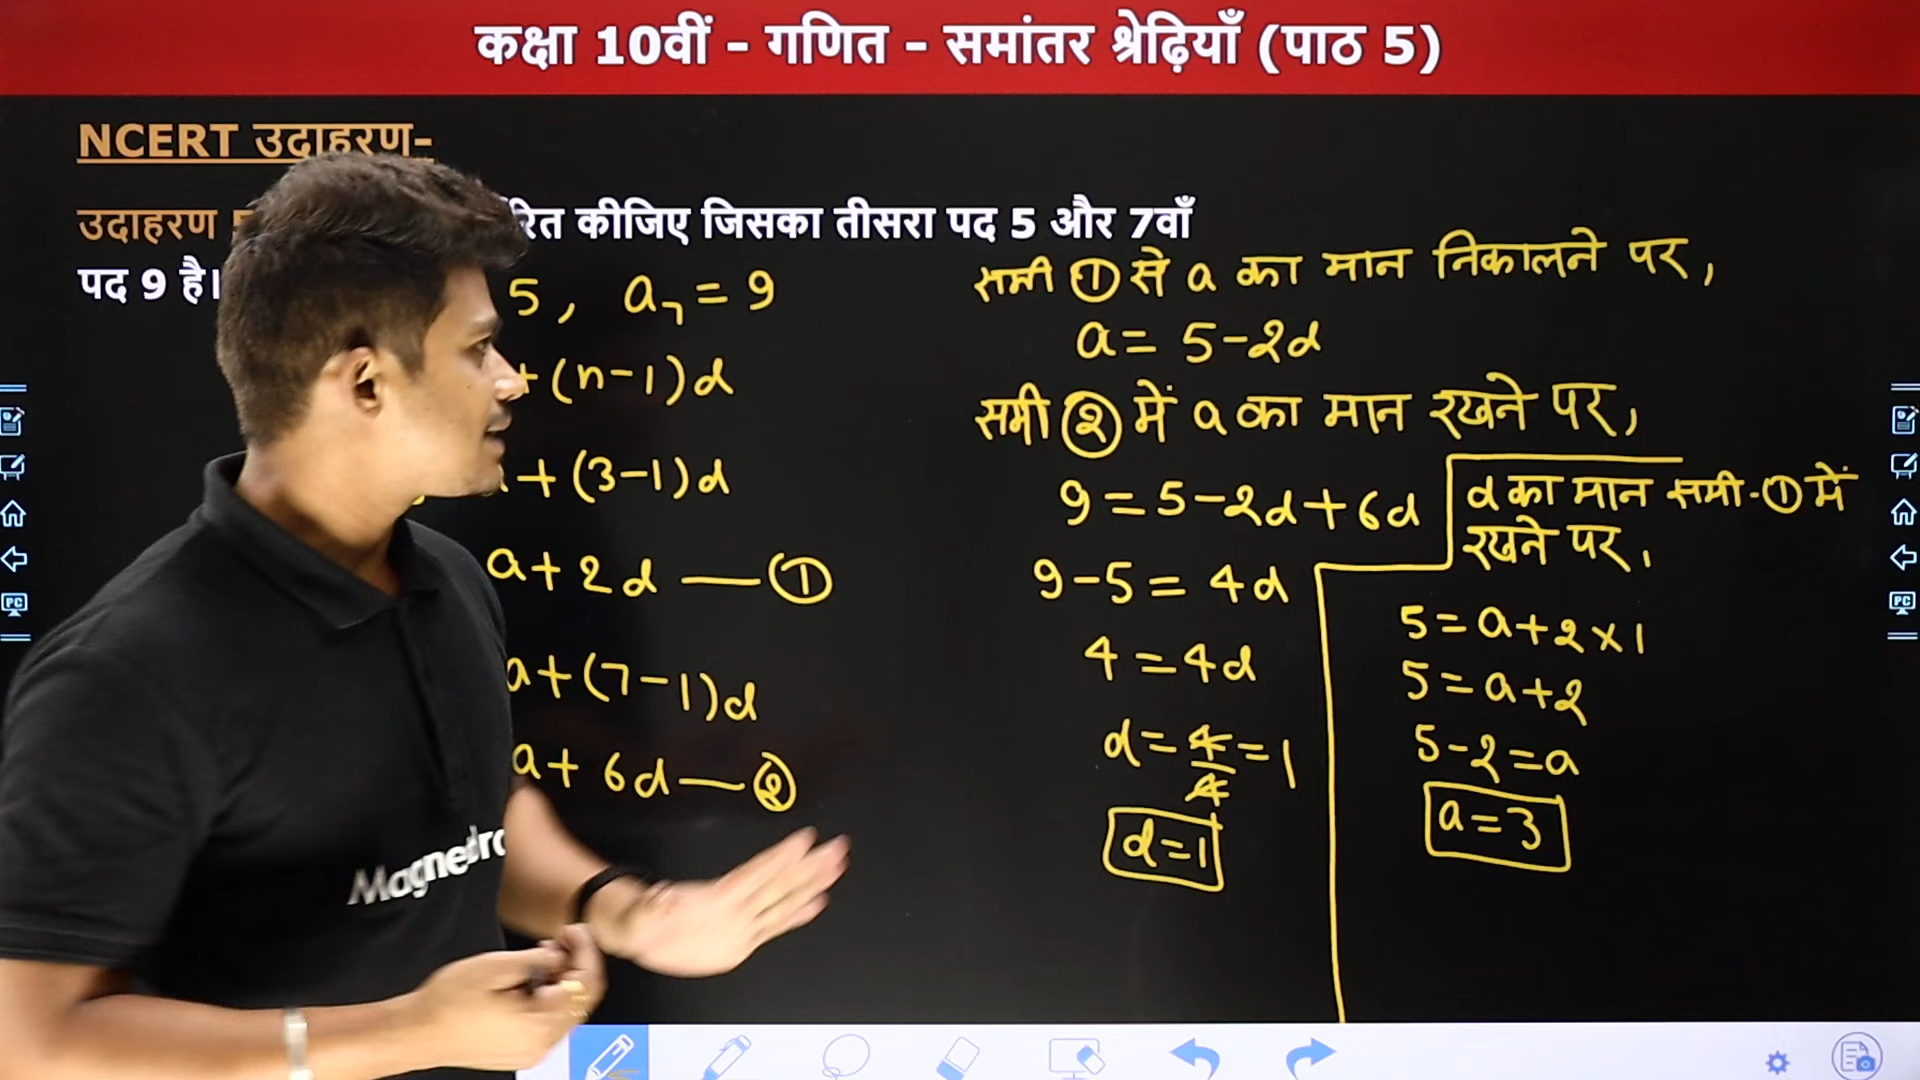 कक्षा 10वीं - गणित - समांतर श्रेढ़ियाँ (पाठ 5)
NCERT उदाहरण-
उदाहरण कीजिए जिसका तीसरा पद 5 और 7वाँ
पद 9 है।
5 , a₇ = 9
+(n-1)d
+(3-1)d
a+2d — ①
a+(7-1)d
a+6d — ②
समी ① से a का मान निकालने पर,
a = 5-2d
समी ② में a का मान रखने पर,
9 = 5-2d+6d
9-5 = 4d
4 = 4d
d = 4/4 = 1
d=1
d का मान समी-① में
रखने पर,
5 = a+2×1
5 = a+2
5-2 = a
a = 3
PC
PC